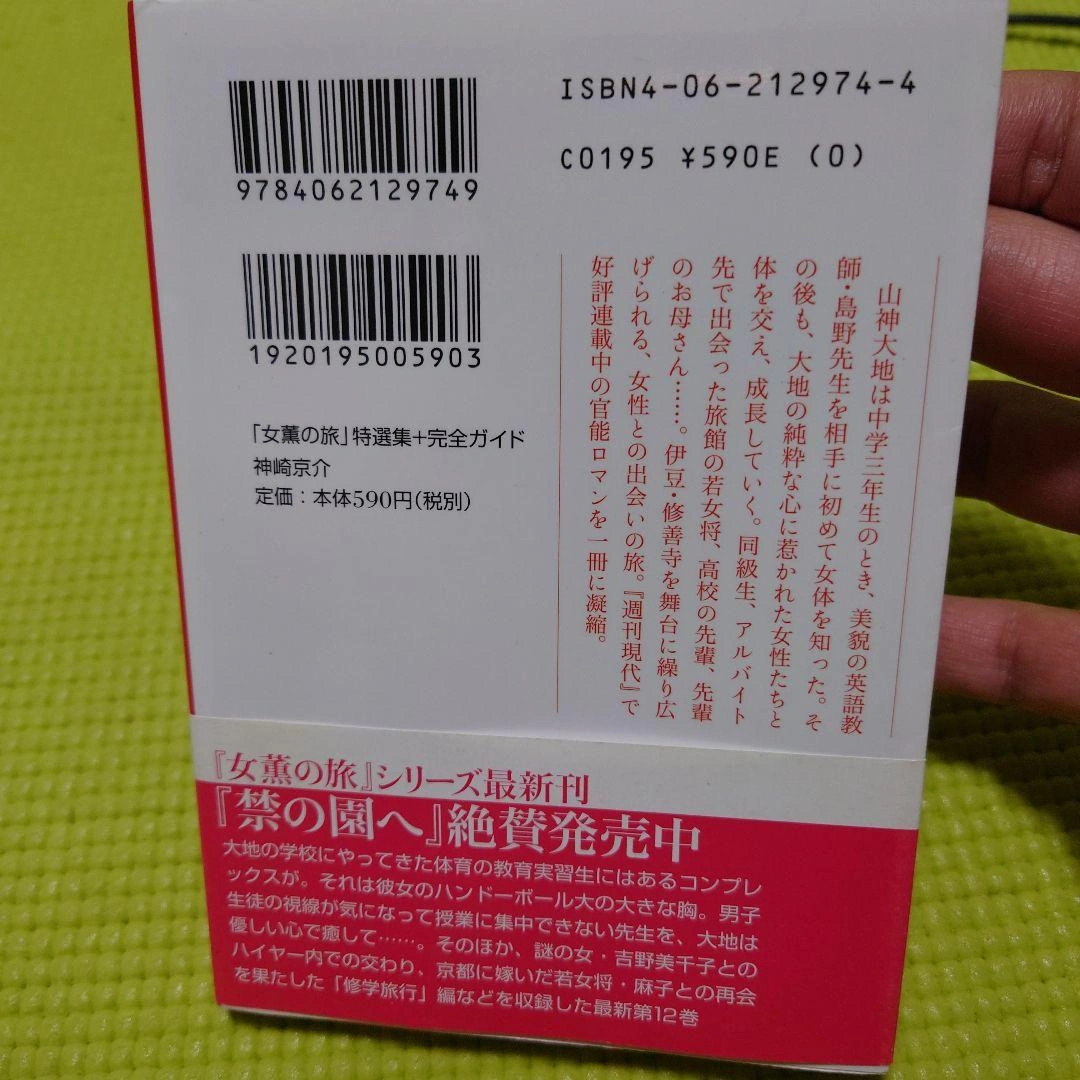 ISBN4-06-212974-4
C0195 ¥590E (0)
9784062129749
1920195005903
「女薫の旅」特選集+完全ガイド
神崎京介
定価：本体590円(税別)
山神大地は中学三年生のとき、美貌の英語教
師・島野先生を相手に初めて女体を知った。そ
の後も、大地の純粋な心に惹かれた女性たちと
体を交え、成長していく。同級生、アルバイト
先で出会った旅館の若女将、高校の先輩、先輩
のお母さん……。伊豆・修善寺を舞台に繰り広
げられる、女性との出会いの旅。『週刊現代』で
好評連載中の官能ロマンを一冊に凝縮。
『女薫の旅』シリーズ最新刊
『禁の園へ』絶賛発売中
大地の学校にやってきた体育の教育実習生にはあるコンプレ
ックスが。それは彼女のハンドーボール大の大きな胸。男子
生徒の視線が気になって授業に集中できない先生を、大地は
優しい心で癒して……。そのほか、謎の女・吉野美千子との
ハイヤー内での交わり、京都に嫁いだ若女将・麻子との再会
を果たした「修学旅行」編などを収録した最新第12巻